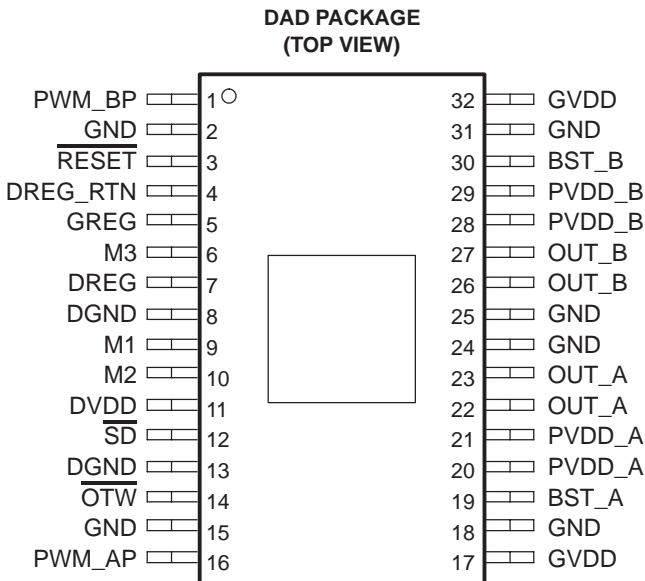 DAD PACKAGE
(TOP VIEW)
PWM_BP 1 32 GVDD
GND 2 31 GND
RESET 3 30 BST_B
DREG_RTN 4 29 PVDD_B
GREG 5 28 PVDD_B
M3 6 27 OUT_B
DREG 7 26 OUT_B
DGND 8 25 GND
M1 9 24 GND
M2 10 23 OUT_A
DVDD 11 22 OUT_A
SD 12 21 PVDD_A
DGND 13 20 PVDD_A
OTW 14 19 BST_A
GND 15 18 GND
PWM_AP 16 17 GVDD